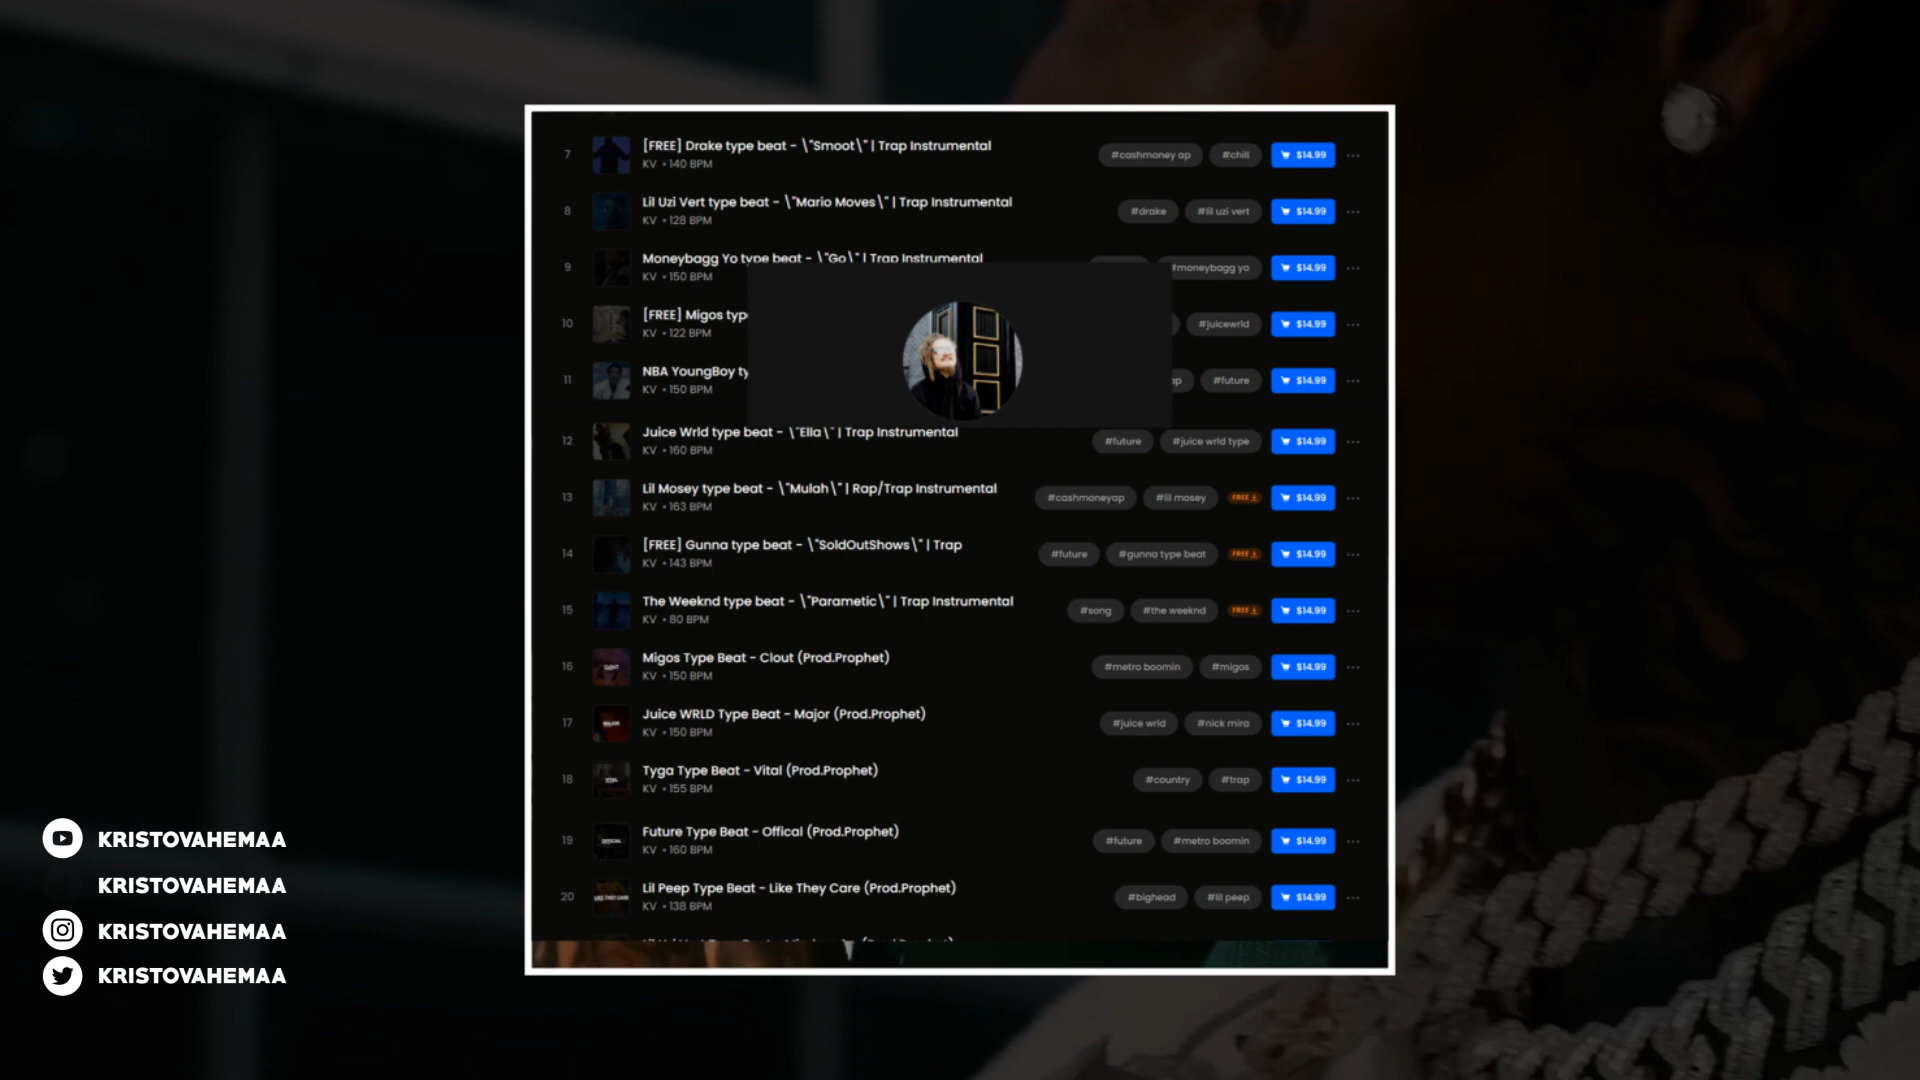 7
[FREE] Drake type beat - \"Smoot\" | Trap Instrumental
KV • 140 BPM
#cashmoney ap
#chill
$14.99
8
Lil Uzi Vert type beat - \"Mario Moves\" | Trap Instrumental
KV • 128 BPM
#drake
#lil uzi vert
$14.99
9
Moneybagg Yo type beat - \"Go\" | Trap Instrumental
KV • 150 BPM
#moneybagg yo
$14.99
10
[FREE] Migos typ
KV • 122 BPM
#juicewrld
$14.99
11
NBA YoungBoy ty
KV • 150 BPM
ap
#future
$14.99
12
Juice Wrld type beat - \"Ella\" | Trap Instrumental
KV • 160 BPM
#future
#juice wrld type
$14.99
13
Lil Mosey type beat - \"Mulah\" | Rap/Trap Instrumental
KV • 163 BPM
#cashmoneyap
#lil mosey
FREE
$14.99
14
[FREE] Gunna type beat - \"SoldOutShows\" | Trap
KV • 143 BPM
#future
#gunna type beat
FREE
$14.99
15
The Weeknd type beat - \"Parametic\" | Trap Instrumental
KV • 80 BPM
#song
#the weeknd
FREE
$14.99
16
Migos Type Beat - Clout (Prod.Prophet)
KV • 150 BPM
#metro boomin
#migos
$14.99
17
Juice WRLD Type Beat - Major (Prod.Prophet)
KV • 150 BPM
#juice wrld
#nick mira
$14.99
18
Tyga Type Beat - Vital (Prod.Prophet)
KV • 155 BPM
#country
#trap
$14.99
19
OFFICIAL
Future Type Beat - Offical (Prod.Prophet)
KV • 160 BPM
#future
#metro boomin
$14.99
20
LIKE THEY CARE
Lil Peep Type Beat - Like They Care (Prod.Prophet)
KV • 138 BPM
#bighead
#lil peep
$14.99
KRISTOVAHEMAA
KRISTOVAHEMAA
KRISTOVAHEMAA
KRISTOVAHEMAA